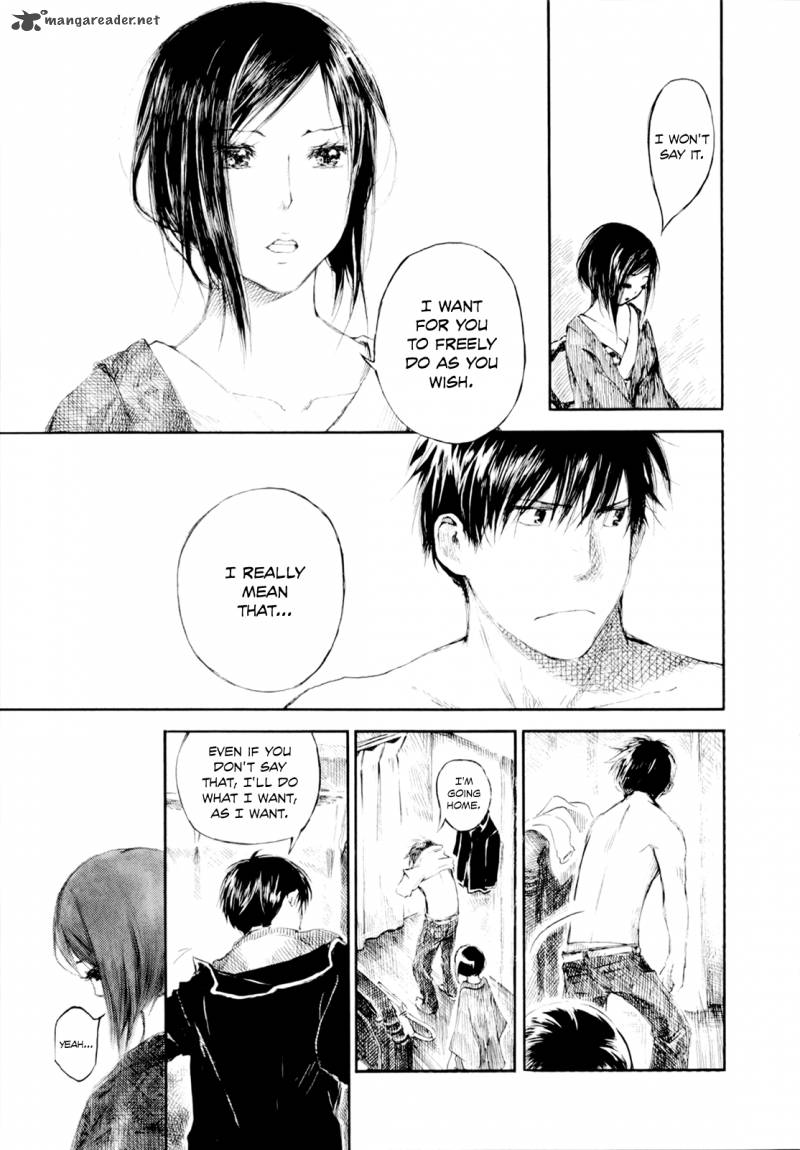 mangareader.net
I WON'T
SAY IT.
I WANT
FOR YOU
TO FREELY
DO AS YOU
WISH.
I REALLY
MEAN
THAT...
I'M
GOING
HOME.
EVEN IF YOU
DON'T SAY
THAT, I'LL DO
WHAT I WANT,
AS I WANT.
YEAH...